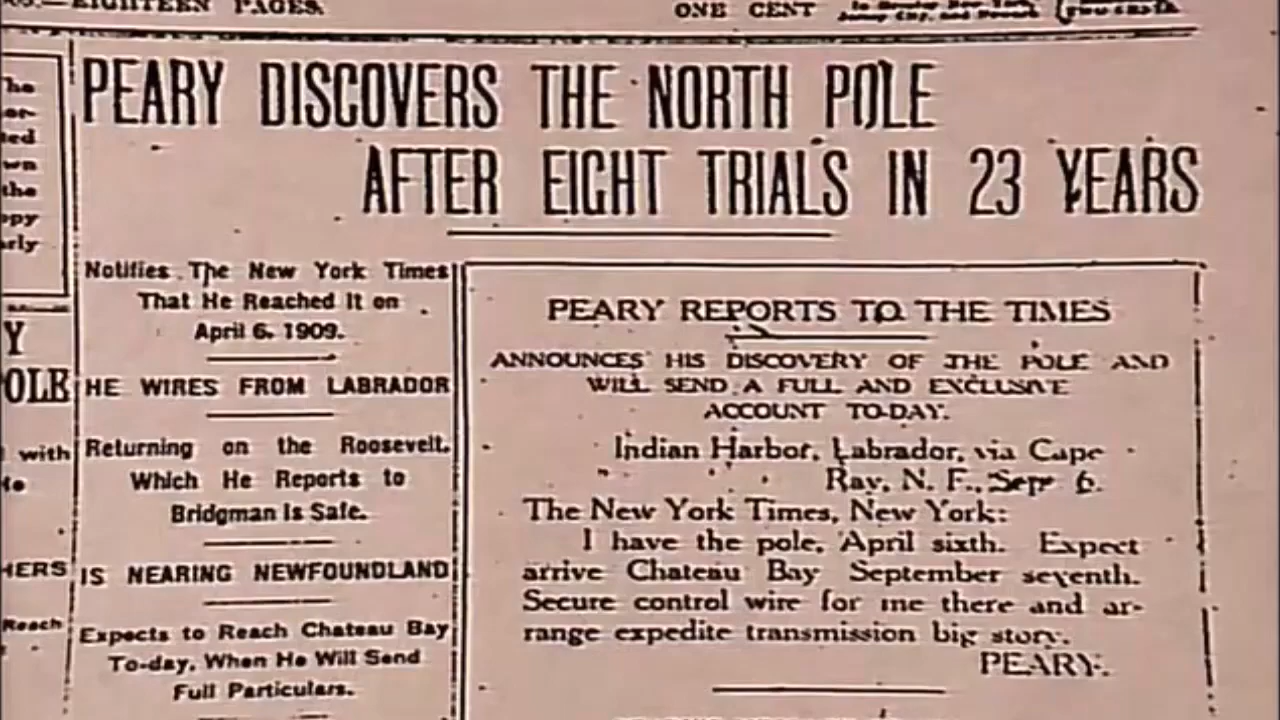 EIGHTEEN PAGES.
ONE CENT
PEARY DISCOVERS THE NORTH POLE
AFTER EIGHT TRIALS IN 23 YEARS
the
Y
POLE
with
HERS
Reach
Notifies The New York Times
That He Reached It on
April 6, 1909.
HE WIRES FROM LABRADOR
Returning on the Roosevelt,
Which He Reports to
Bridgman Is Safe.
IS NEARING NEWFOUNDLAND
Expects to Reach Chateau Bay
To-day, When He Will Send
Full Particulars.
PEARY REPORTS TO THE TIMES
ANNOUNCES HIS DISCOVERY OF THE POLE AND
WILL SEND A FULL AND EXCLUSIVE
ACCOUNT TO-DAY.
Indian Harbor, Labrador, via Cape
Ray, N. F., Sept 6.
The New York Times, New York:
I have the pole, April sixth. Expect
arrive Chateau Bay September seventh.
Secure control wire for me there and ar-
range expedite transmission big story.
PEARY.